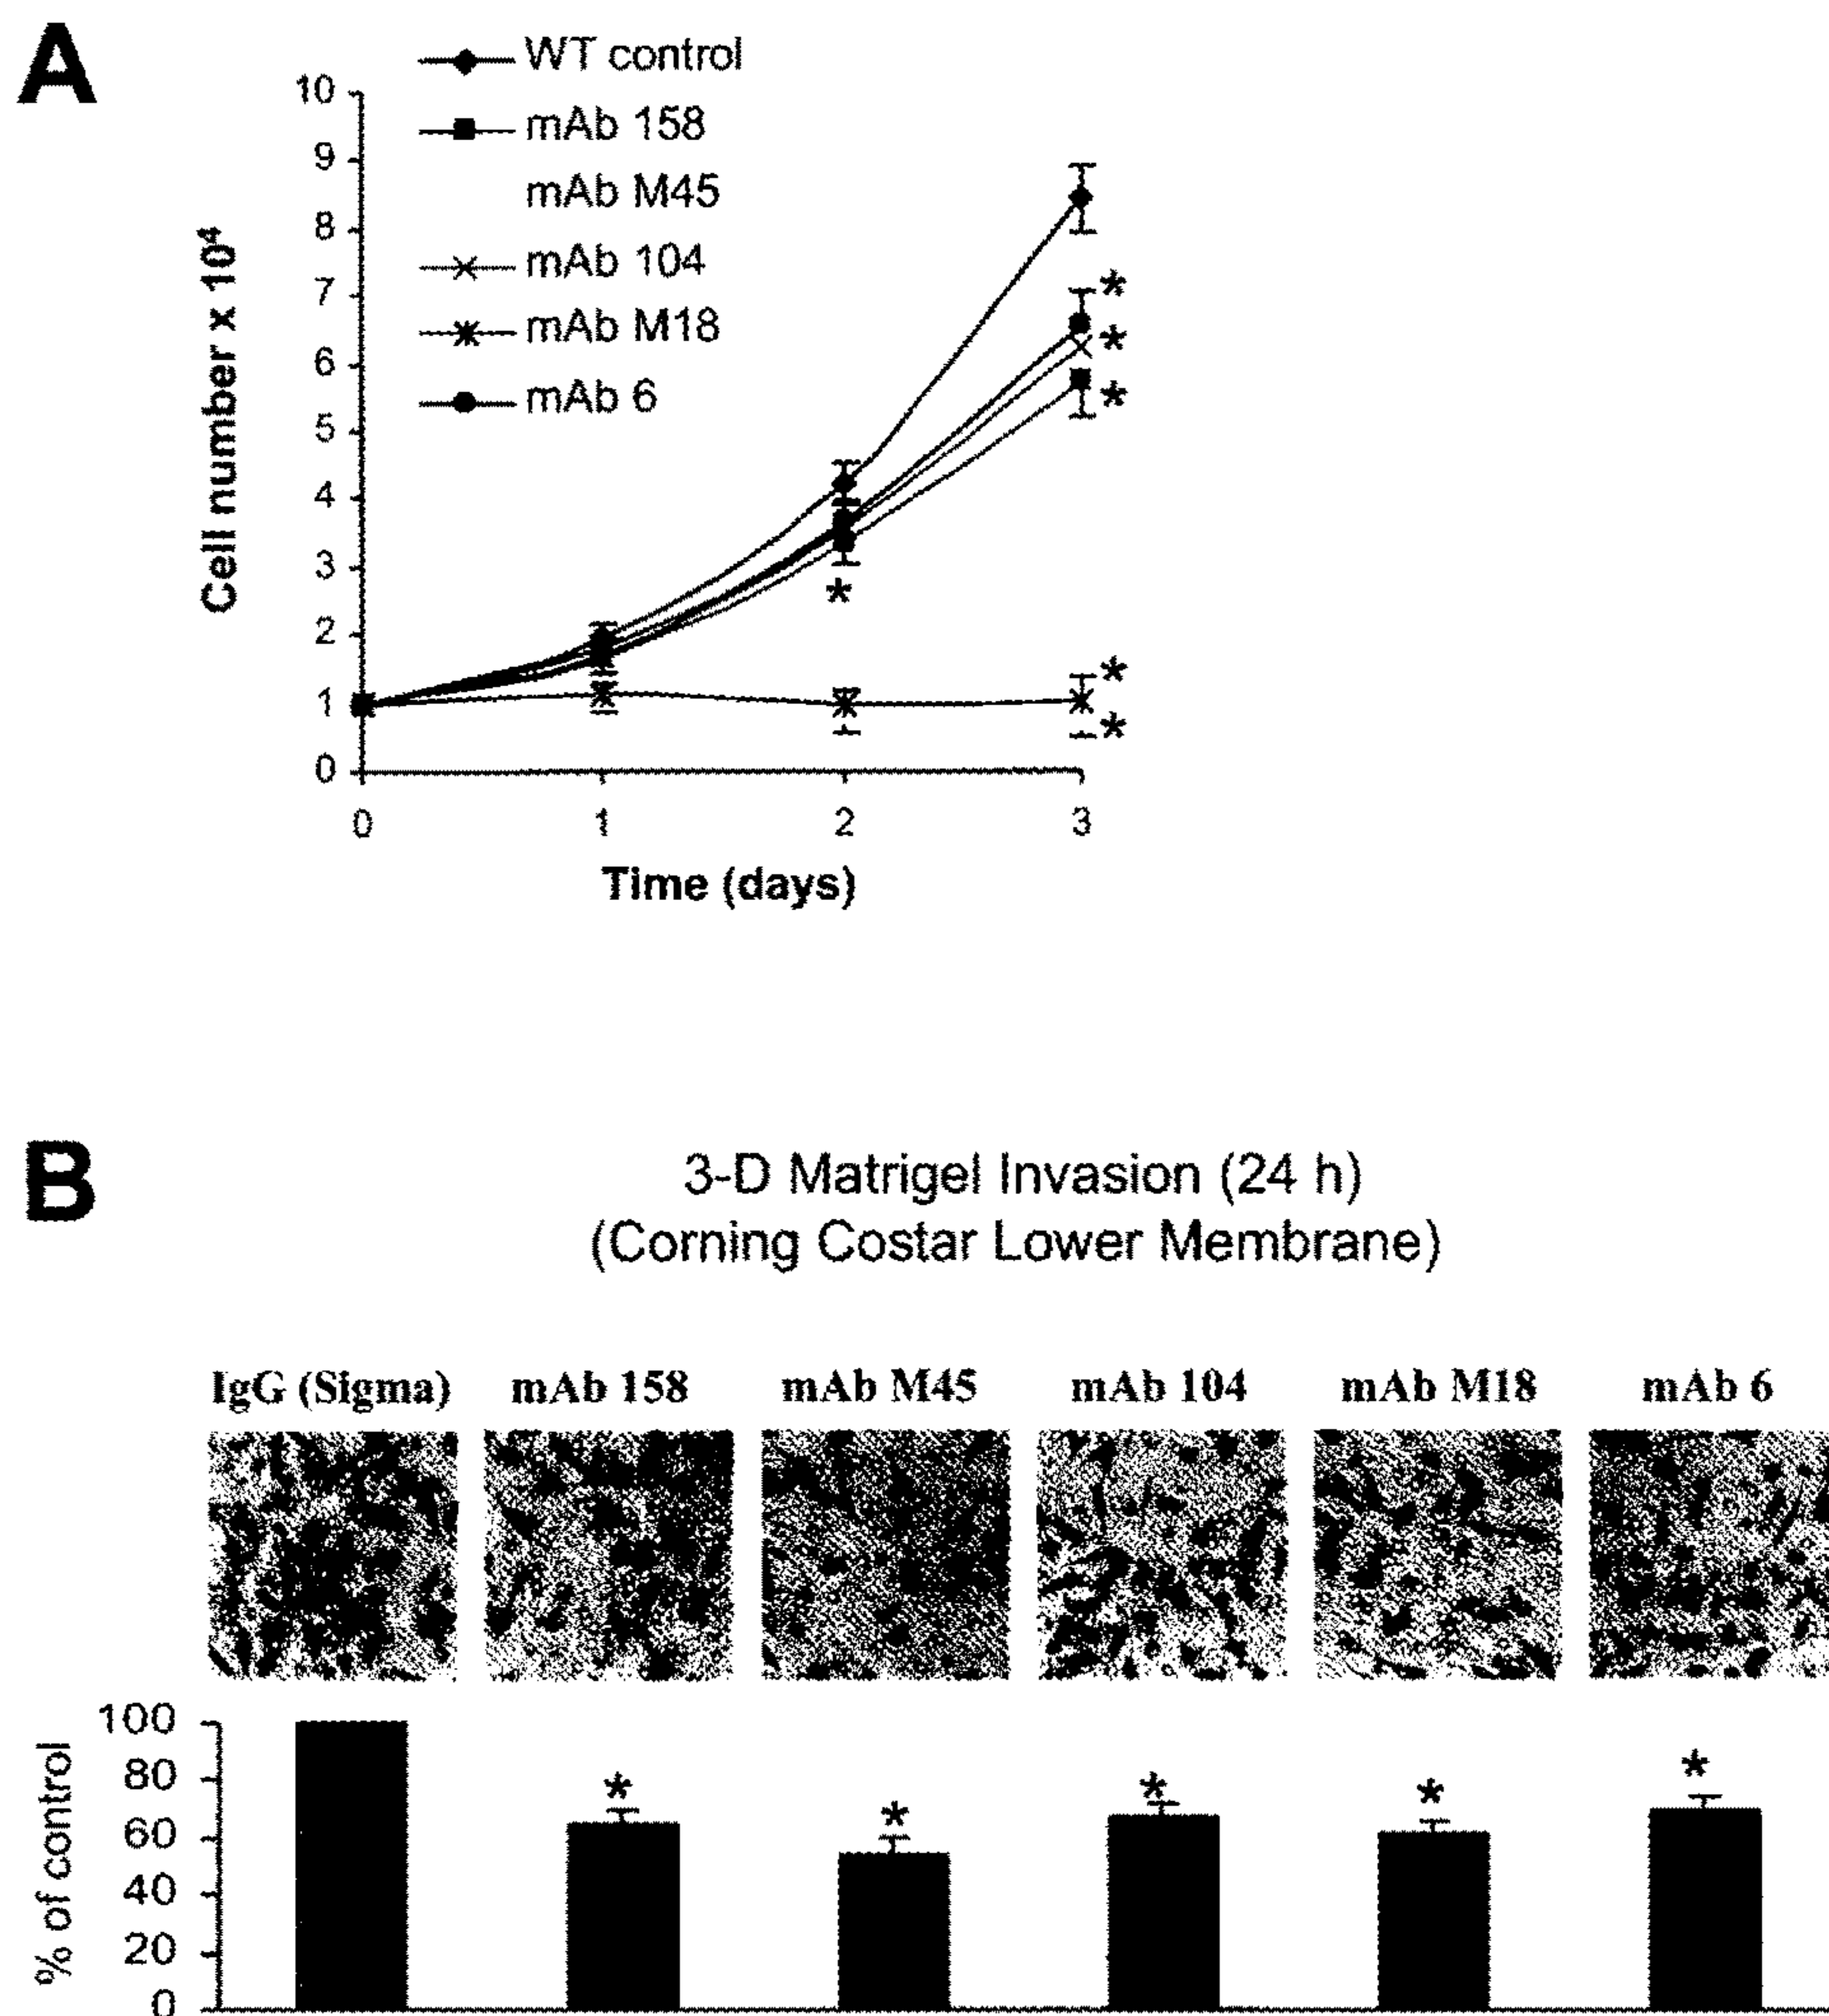 A
WT control
mAb 158
mAb M45
mAb 104
mAb M18
mAb 6
10
9
8
7
6
5
4
3
2
1
0
Cell number x 10⁴
*
*
*
*
*
*
0 1 2 3
Time (days)
B
3-D Matrigel Invasion (24 h)
(Corning Costar Lower Membrane)
IgG (Sigma) mAb 158 mAb M45 mAb 104 mAb M18 mAb 6
% of control
100
80
60
40
20
0
* * * * *